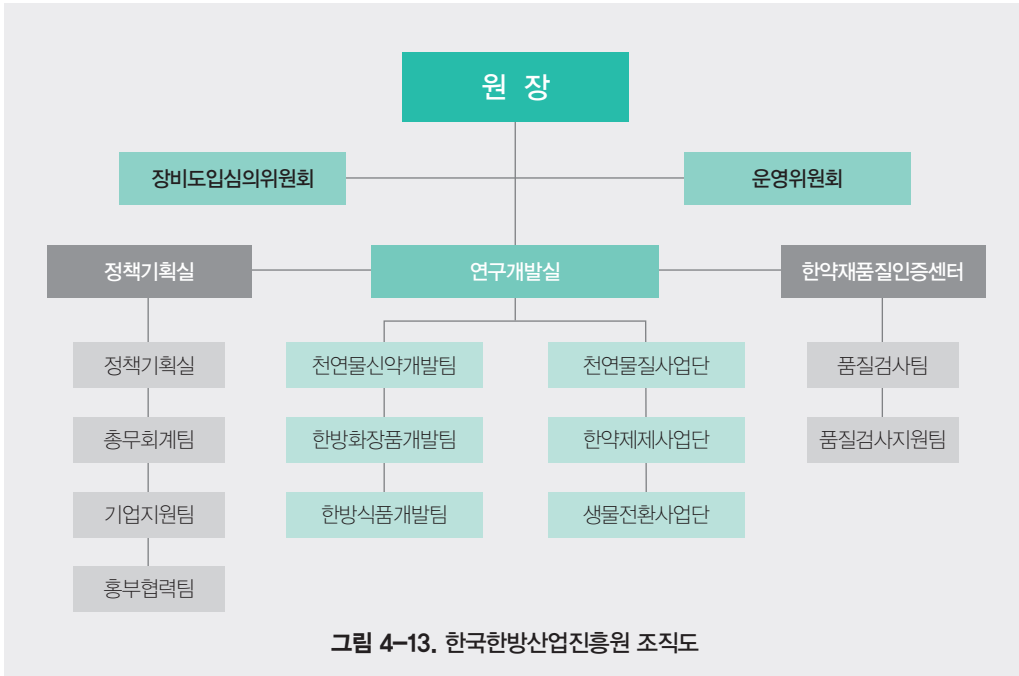 원 장
장비도입심의위원회
운영위원회
정책기획실
연구개발실
한약재품질인증센터
정책기획실
천연물신약개발팀
천연물질사업단
품질검사팀
총무회계팀
한방화장품개발팀
한약제제사업단
품질검사지원팀
기업지원팀
한방식품개발팀
생물전환사업단
홍부협력팀
그림 4-13. 한국한방산업진흥원 조직도